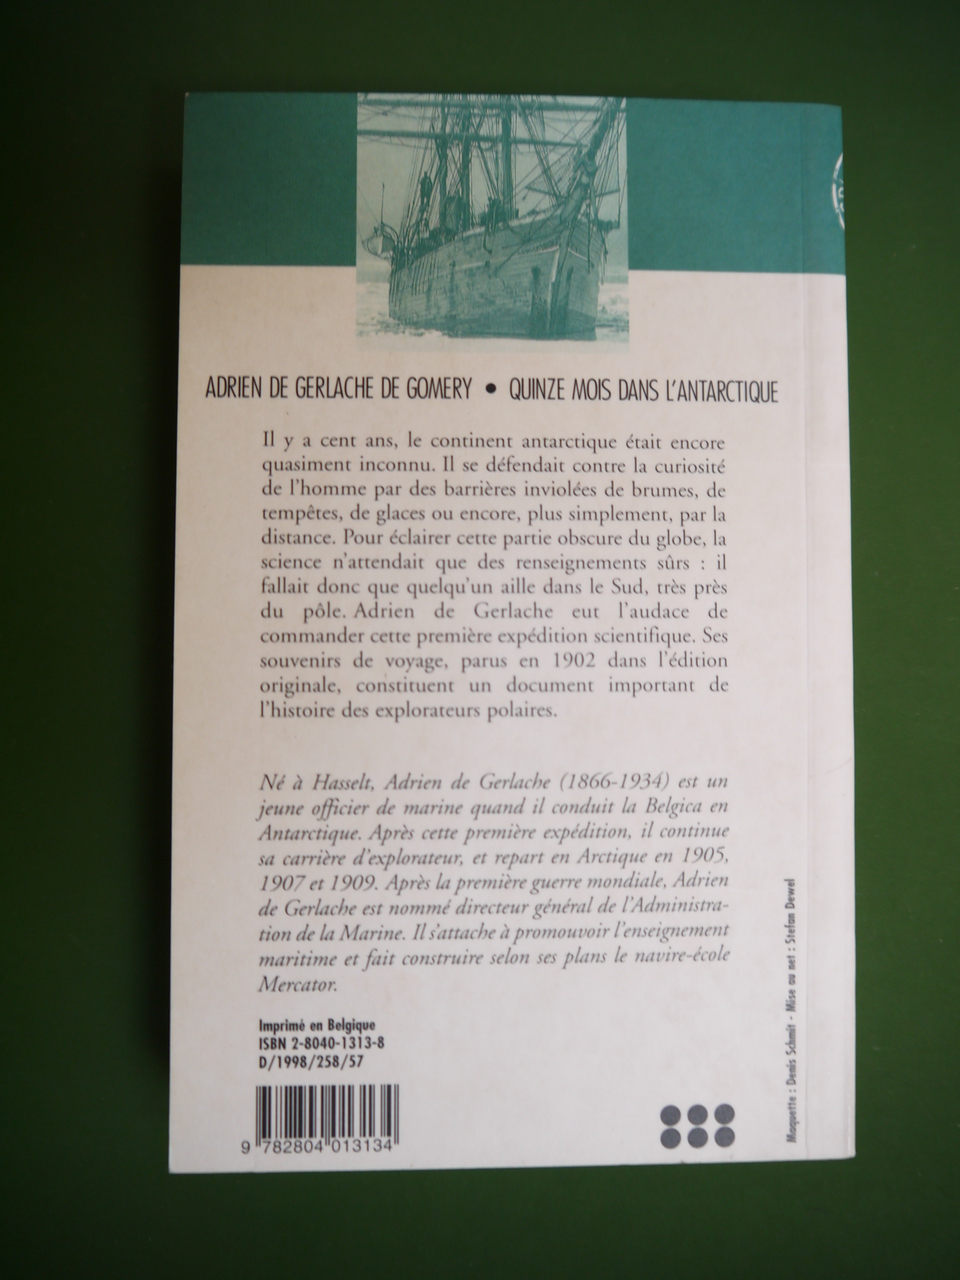 ADRIEN DE GERLACHE DE GOMERY • QUINZE MOIS DANS L'ANTARCTIQUE
Il y a cent ans, le continent antarctique était encore
quasiment inconnu. Il se défendait contre la curiosité
de l'homme par des barrières inviolées de brumes, de
tempêtes, de glaces ou encore, plus simplement, par la
distance. Pour éclairer cette partie obscure du globe, la
science n'attendait que des renseignements sûrs : il
fallait donc que quelqu'un aille dans le Sud, très près
du pôle. Adrien de Gerlache eut l'audace de
commander cette première expédition scientifique. Ses
souvenirs de voyage, parus en 1902 dans l'édition
originale, constituent un document important de
l'histoire des explorateurs polaires.
Né à Hasselt, Adrien de Gerlache (1866-1934) est un
jeune officier de marine quand il conduit la Belgica en
Antarctique. Après cette première expédition, il continue
sa carrière d'explorateur, et repart en Arctique en 1905,
1907 et 1909. Après la première guerre mondiale, Adrien
de Gerlache est nommé directeur général de l'Administra-
tion de la Marine. Il s'attache à promouvoir l'enseignement
maritime et fait construire selon ses plans le navire-école
Mercator.
Imprimé en Belgique
ISBN 2-8040-1313-8
D/1998/258/57
9 782804 013134
Maquette : Denis Schmit - Mise au net : Stefan Dewel